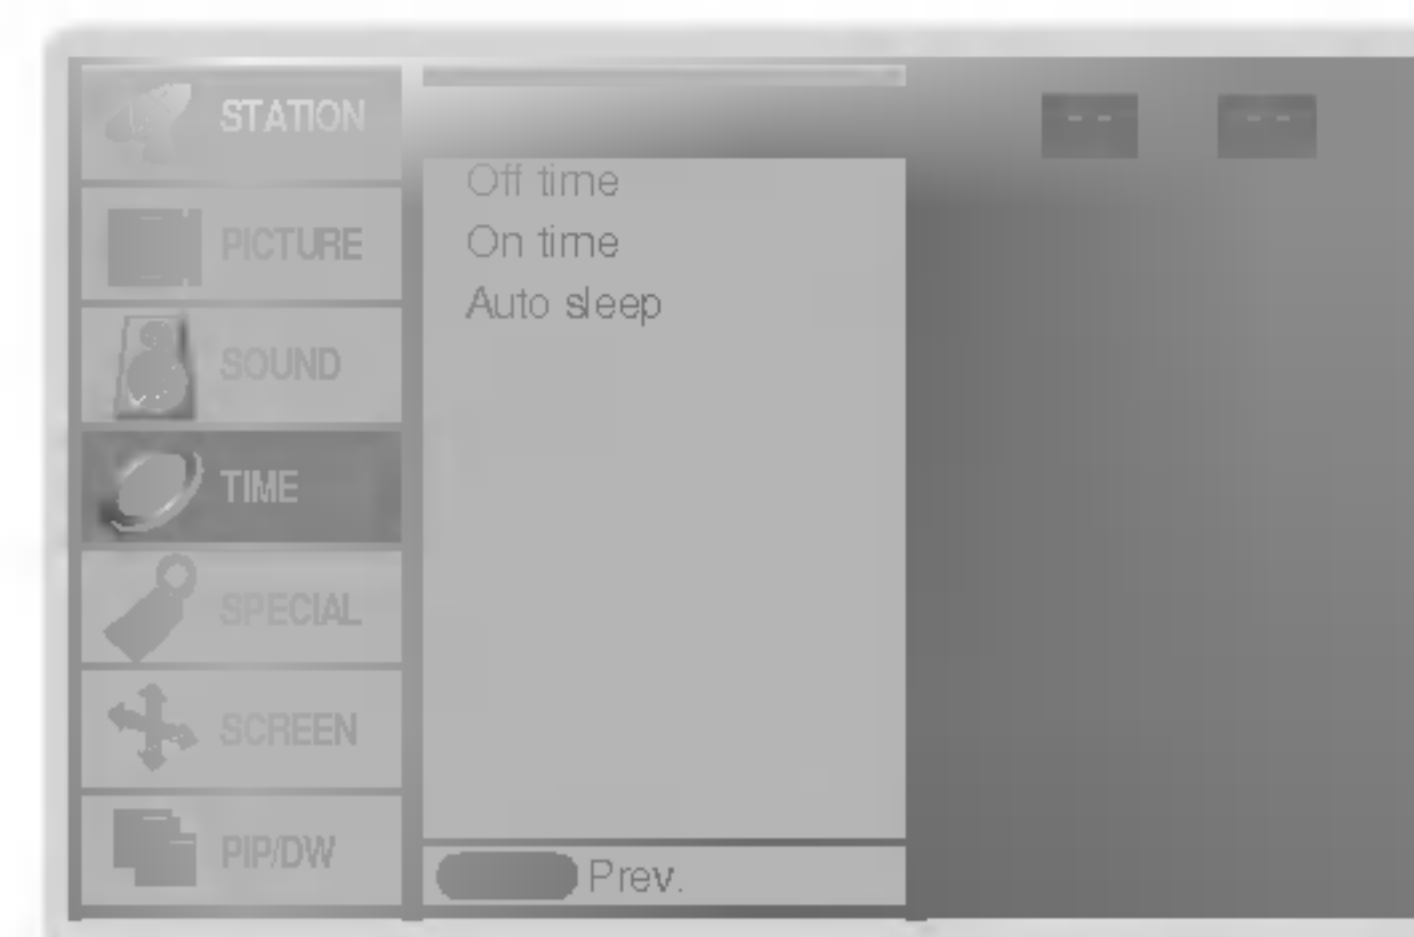 STATION
PICTURE
SOUND
TIME
SPECIAL
SCREEN
PIP/DW
Off time
On time
Auto sleep
Prev.
-- --